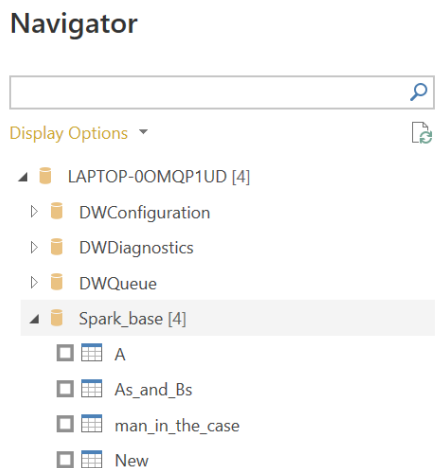 Navigator
Display Options
LAPTOP-0OMQP1UD [4]
DWConfiguration
DWDiagnostics
DWQueue
Spark_base [4]
A
As_and_Bs
man_in_the_case
New